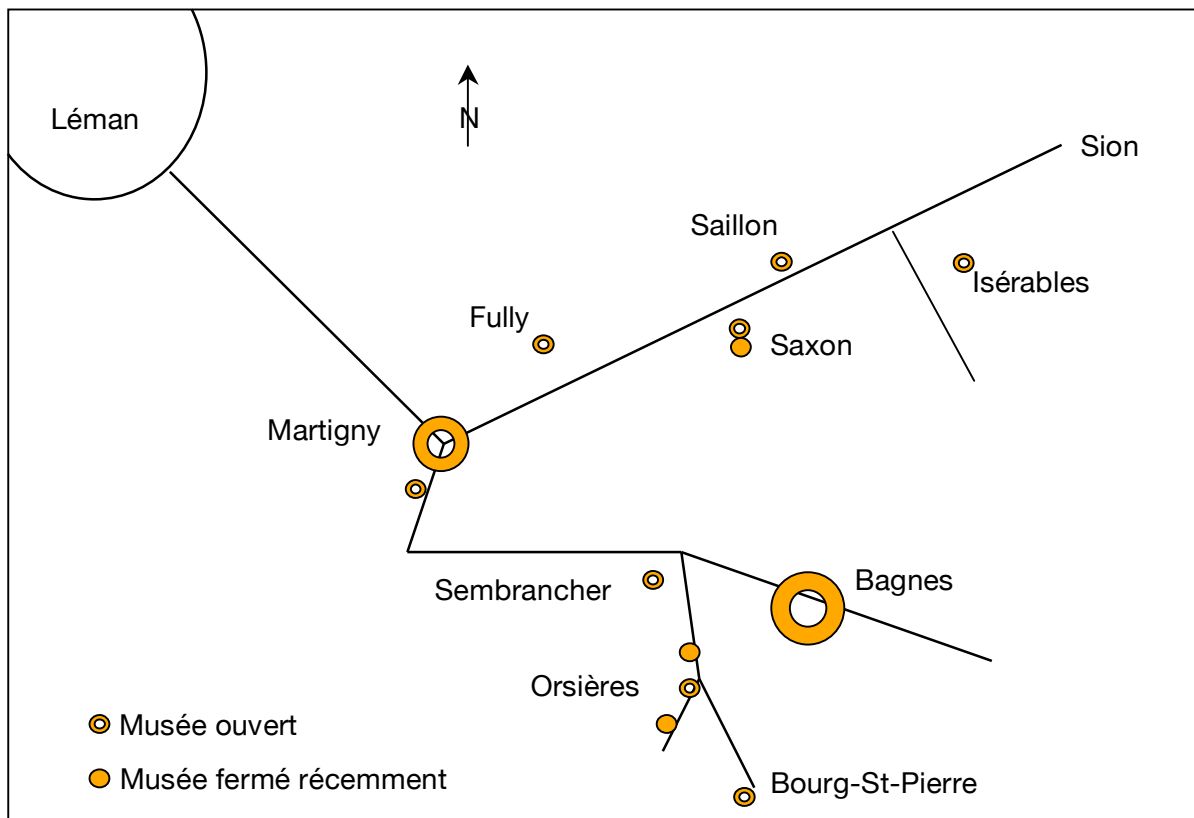 Léman
N
Sion
Saillon
Isérables
Fully
Saxon
Martigny
Sembrancher
Bagnes
Orsières
Musée ouvert
Musée fermé récemment
Bourg-St-Pierre